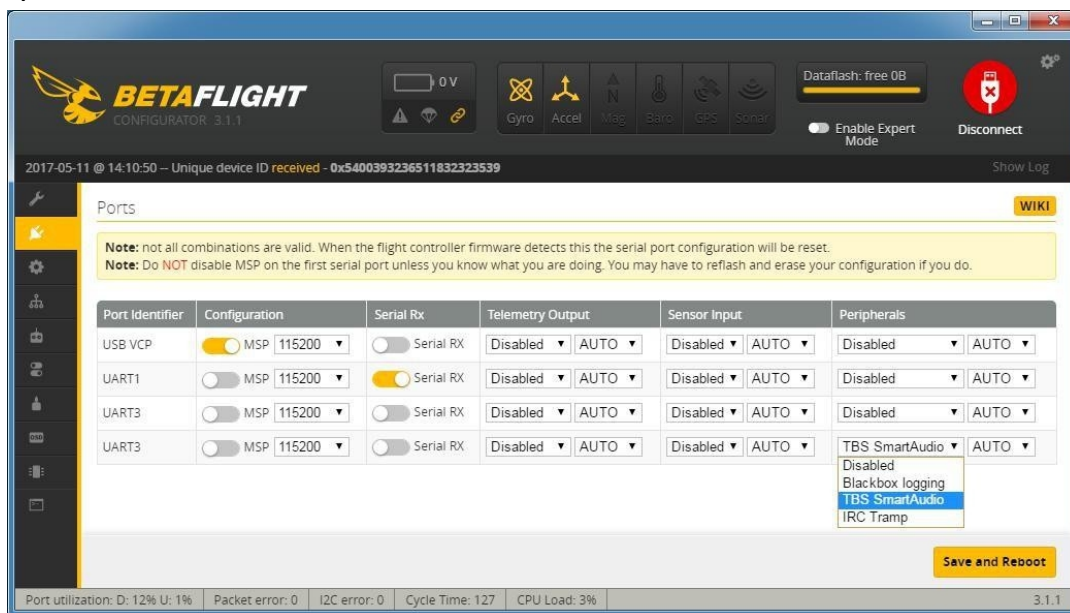 BETAFLIGHT
CONFIGURATOR 3.1.1
0 V
Gyro Accel Mag Baro GPS Sonar
Dataflash: free 0B
Enable Expert
Mode
Disconnect
2017-05-11 @ 14:10:50 -- Unique device ID received - 0x5400393236511832323539
Show Log
Ports
WIKI
Note: not all combinations are valid. When the flight controller firmware detects this the serial port configuration will be reset.
Note: Do NOT disable MSP on the first serial port unless you know what you are doing. You may have to reflash and erase your configuration if you do.
Port Identifier Configuration Serial Rx Telemetry Output Sensor Input Peripherals
USB VCP MSP 115200 Serial RX Disabled AUTO Disabled AUTO Disabled AUTO
UART1 MSP 115200 Serial RX Disabled AUTO Disabled AUTO Disabled AUTO
UART3 MSP 115200 Serial RX Disabled AUTO Disabled AUTO Disabled AUTO
UART3 MSP 115200 Serial RX Disabled AUTO Disabled AUTO TBS SmartAudio AUTO
Disabled
Blackbox logging
TBS SmartAudio
IRC Tramp
OSD
Save and Reboot
Port utilization: D: 12% U: 1% Packet error: 0 I2C error: 0 Cycle Time: 127 CPU Load: 3% 3.1.1